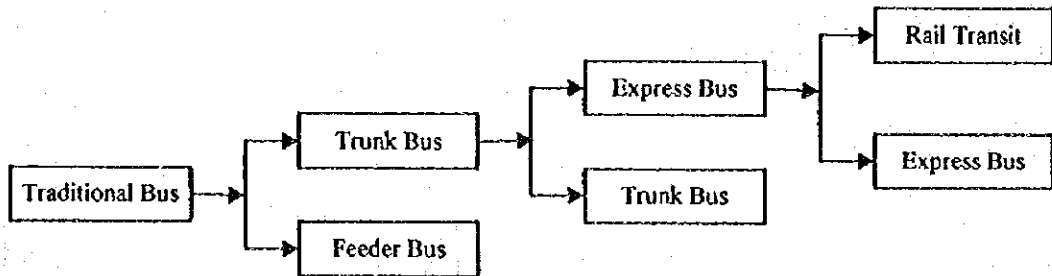 Traditional Bus
Trunk Bus
Feeder Bus
Express Bus
Trunk Bus
Rail Transit
Express Bus